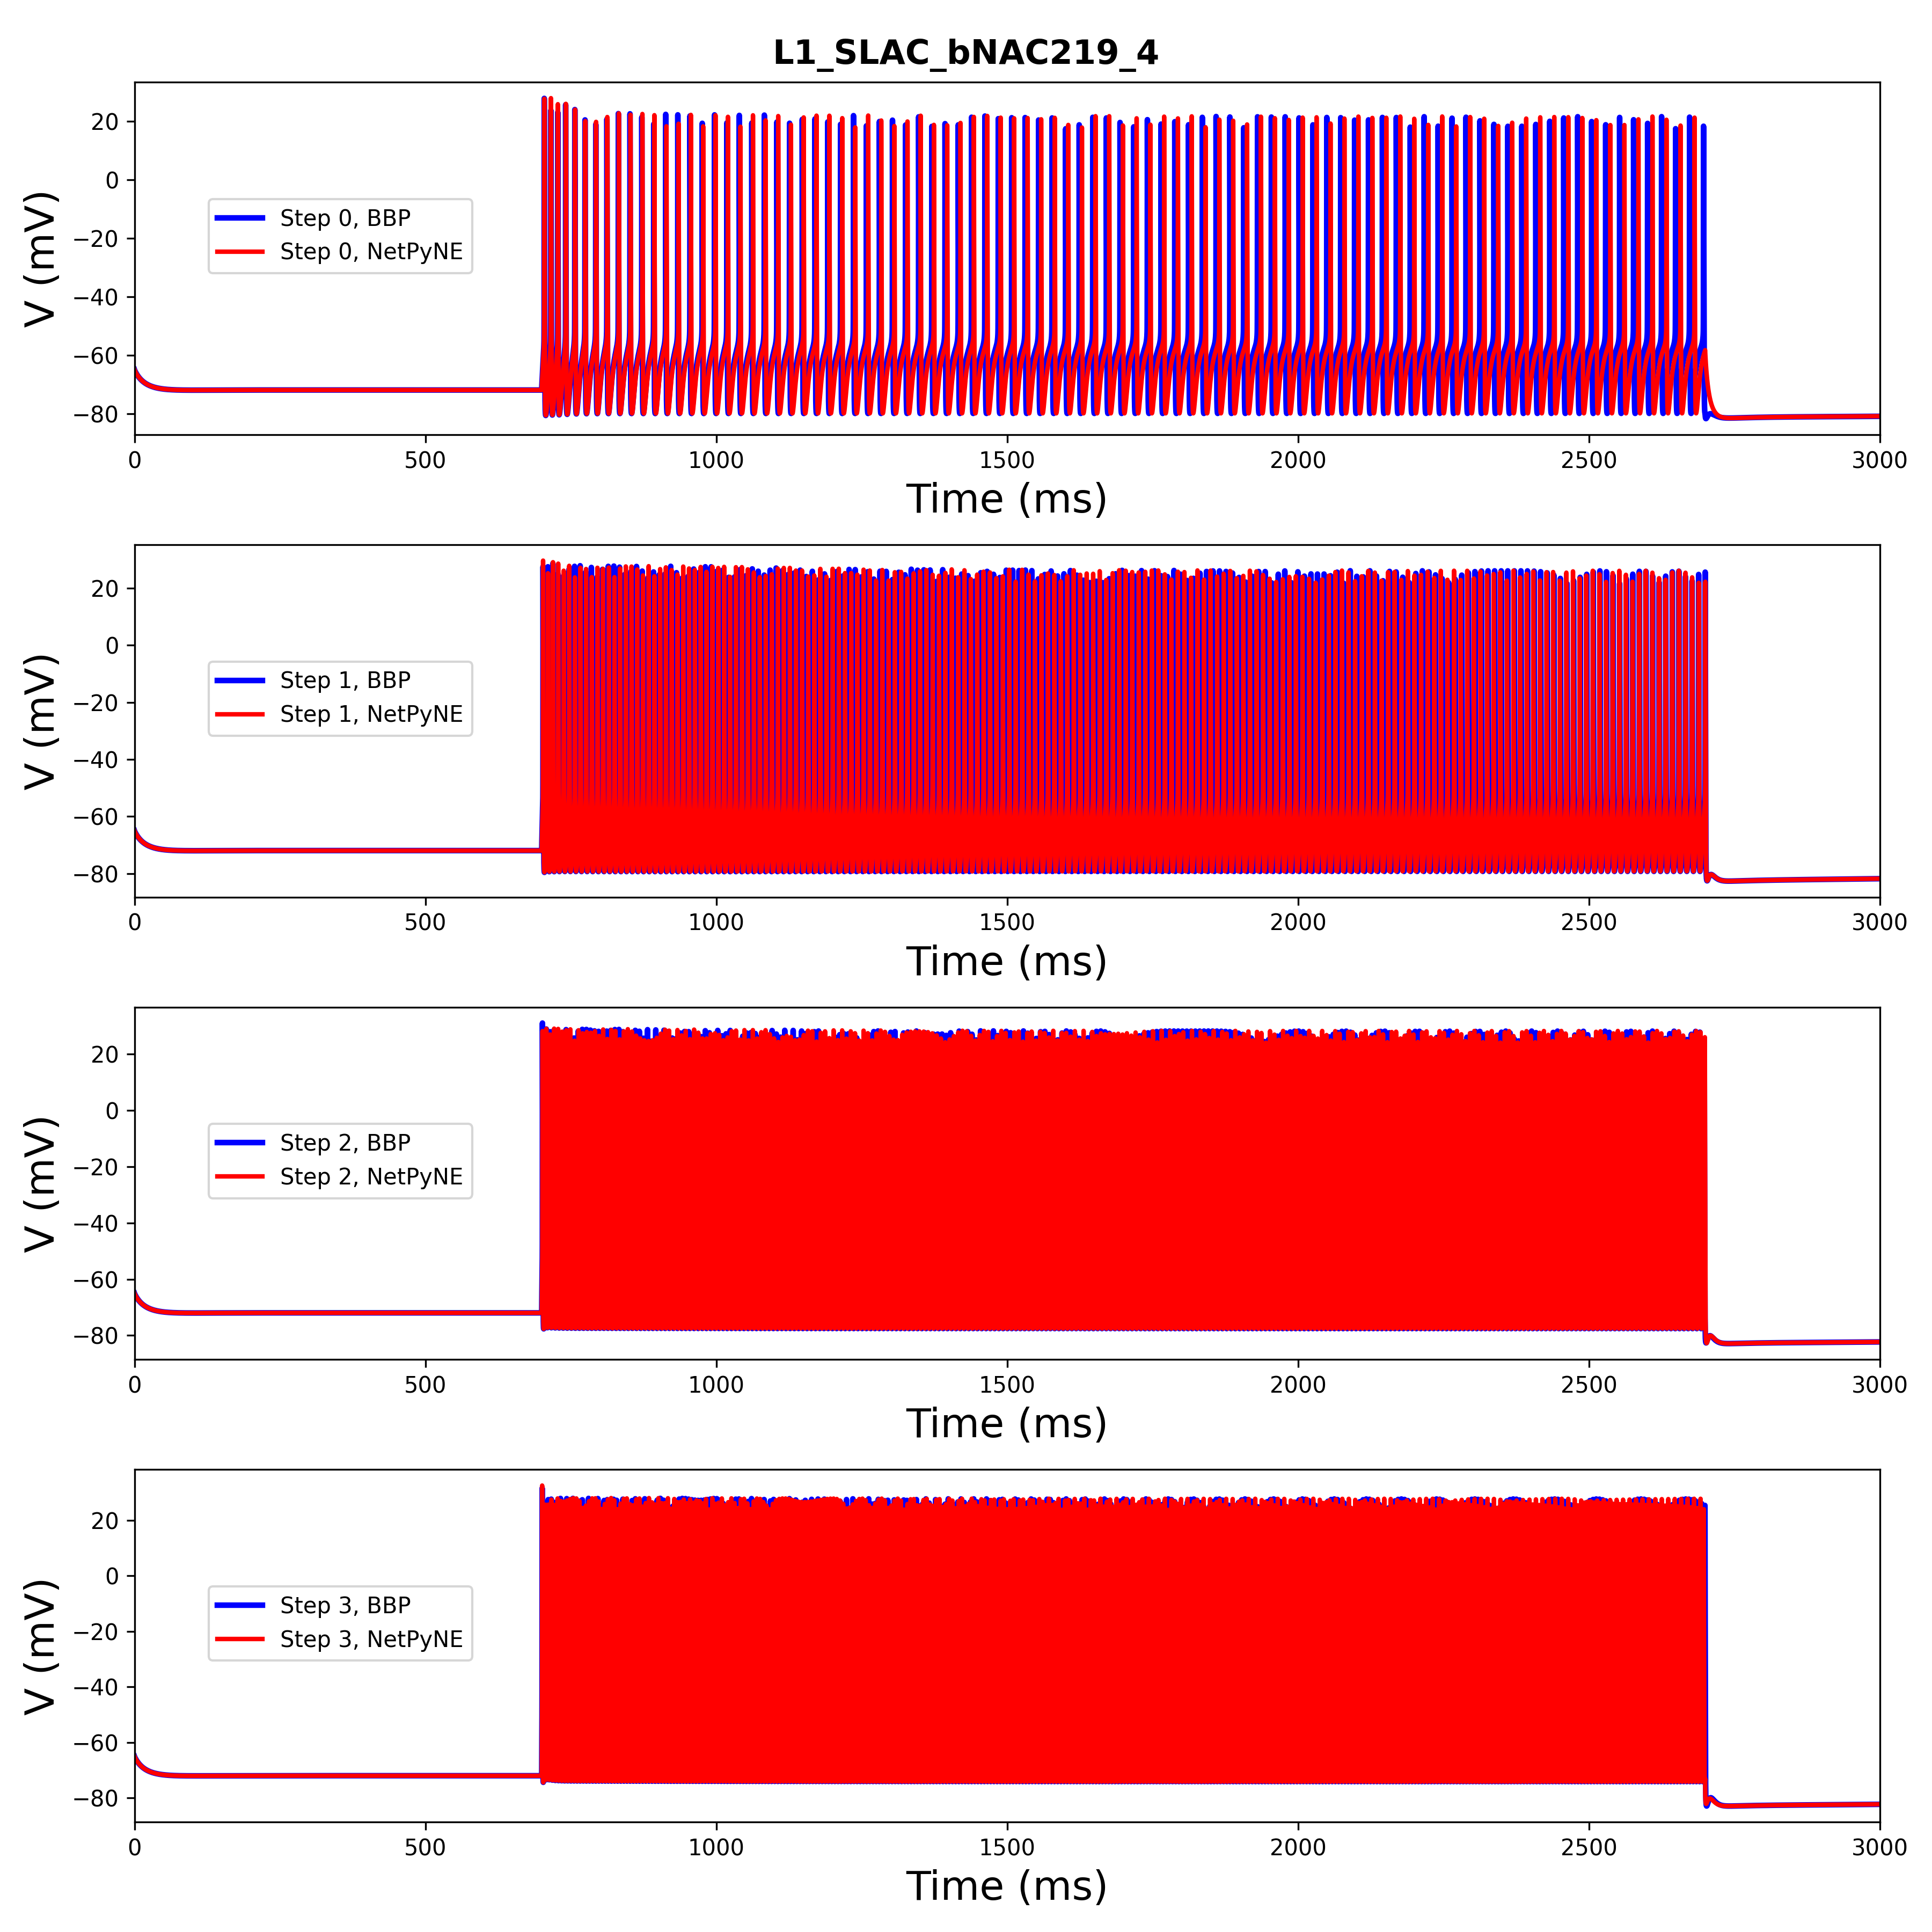 L1_SLAC_bNAC219_4
V (mV)
20
0
−20
−40
−60
−80
Step 0, BBP
Step 0, NetPyNE
0 500 1000 1500 2000 2500 3000
Time (ms)
V (mV)
20
0
−20
−40
−60
−80
Step 1, BBP
Step 1, NetPyNE
0 500 1000 1500 2000 2500 3000
Time (ms)
V (mV)
20
0
−20
−40
−60
−80
Step 2, BBP
Step 2, NetPyNE
0 500 1000 1500 2000 2500 3000
Time (ms)
V (mV)
20
0
−20
−40
−60
−80
Step 3, BBP
Step 3, NetPyNE
0 500 1000 1500 2000 2500 3000
Time (ms)